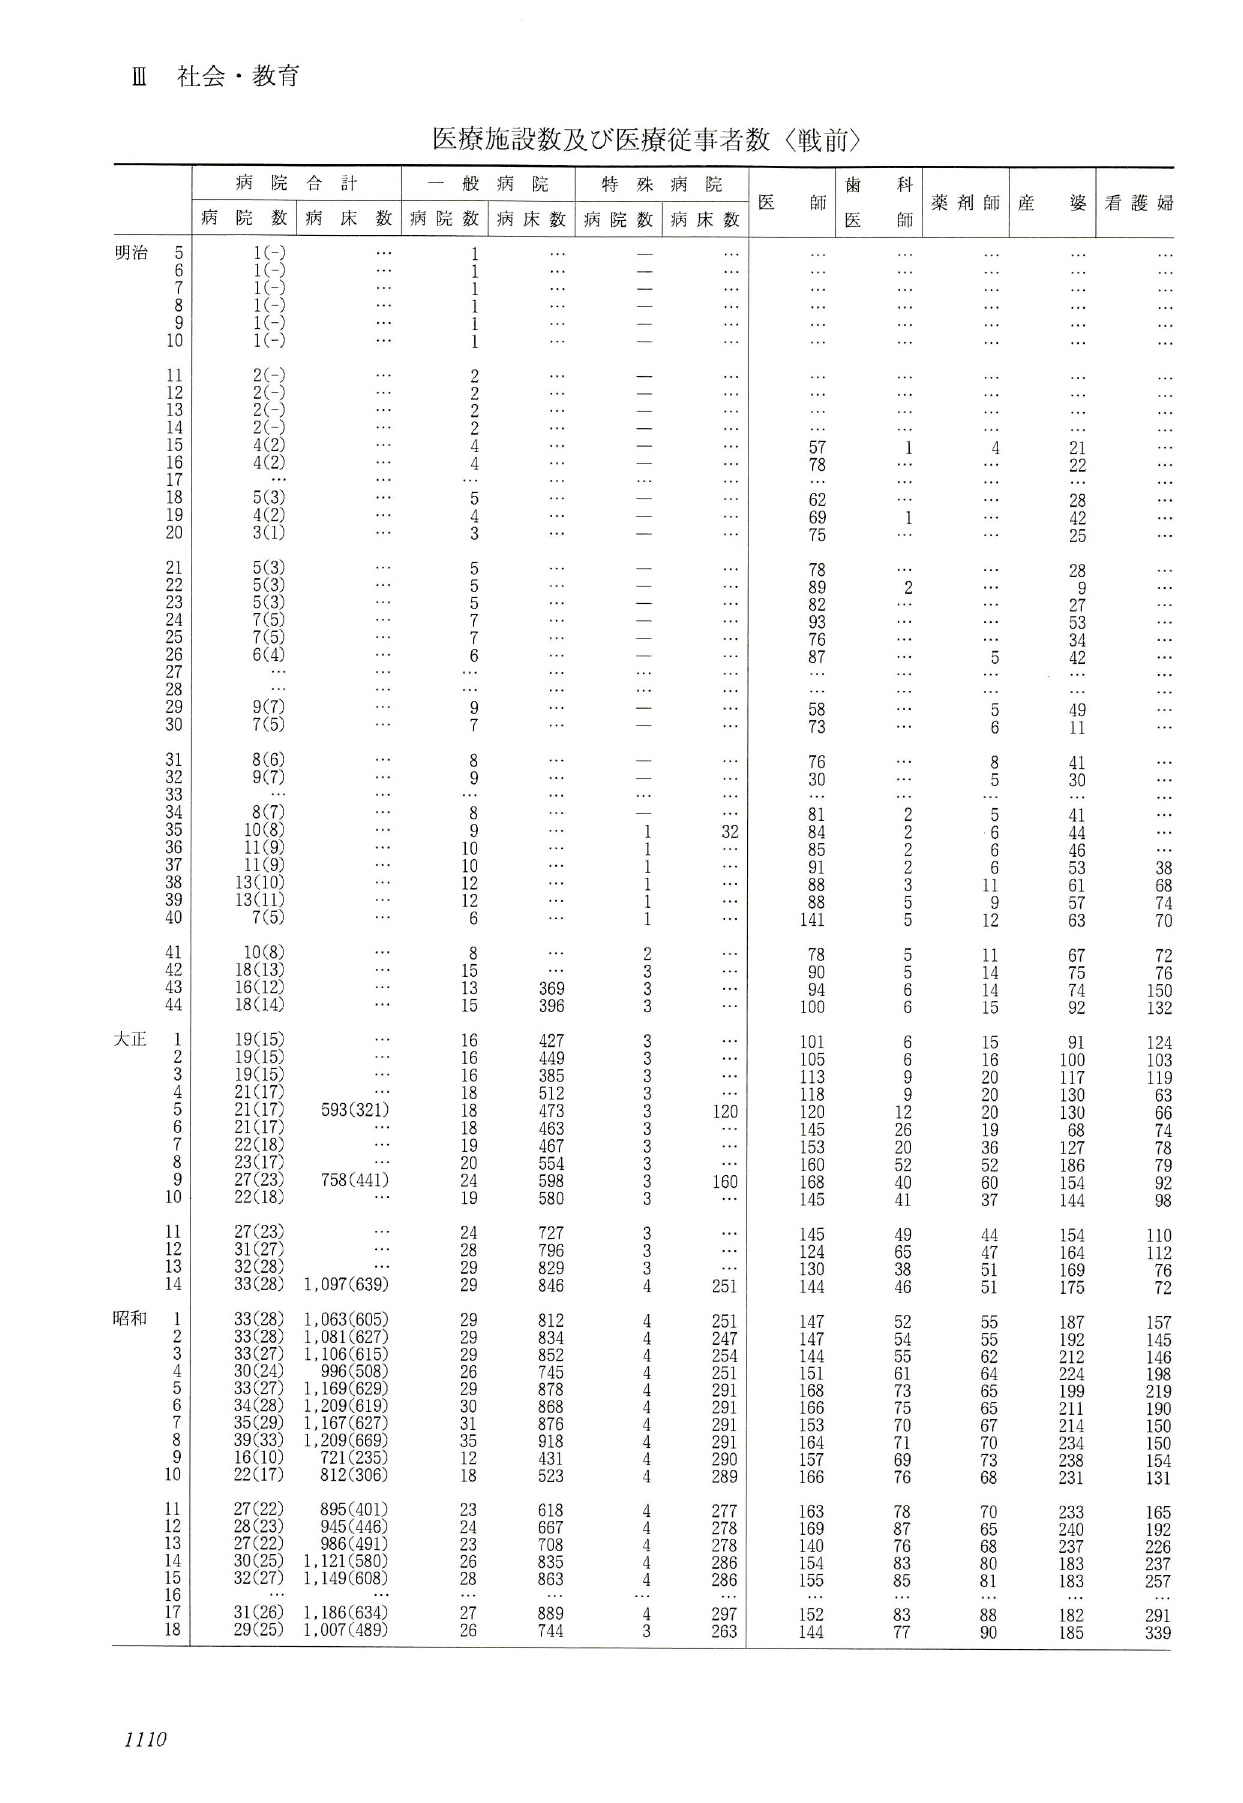 Ⅲ 社会・教育
医療施設数及び医療従事者数〈戦前〉
病院合計 一般病院 特殊病院 医師 歯科医師 薬剤師 産婆 看護婦
病院数 病床数 病院数 病床数 病院数 病床数
明治 5 1(-) … 1 … — … … … … … …
6 1(-) … 1 … — … … … … … …
7 1(-) … 1 … — … … … … … …
8 1(-) … 1 … — … … … … … …
9 1(-) … 1 … — … … … … … …
10 1(-) … 1 … — … … … … … …
11 2(-) … 2 … — … … … … … …
12 2(-) … 2 … — … … … … … …
13 2(-) … 2 … — … … … … … …
14 2(-) … 2 … — … … … … … …
15 4(2) … 4 … — … 57 1 4 21 …
16 4(2) … 4 … — … 78 … … 22 …
17 … … … … — … … … … … …
18 5(3) … 5 … — … 62 … … 28 …
19 4(2) … 4 … — … 69 1 … 42 …
20 3(1) … 3 … — … 75 … … 25 …
21 5(3) … 5 … — … 78 … … 28 …
22 5(3) … 5 … — … 89 2 … 9 …
23 5(3) … 5 … — … 82 … … 27 …
24 7(5) … 7 … — … 93 … … 53 …
25 7(5) … 7 … — … 76 … … 34 …
26 6(4) … 6 … — … 87 … 5 42 …
27 … … … … … … … … … … …
28 … … … … … … … … … … …
29 9(7) … 9 … — … 58 … 5 49 …
30 7(5) … 7 … — … 73 … 6 11 …
31 8(6) … 8 … — … 76 … 8 41 …
32 9(7) … 9 … — … 30 … 5 30 …
33 … … … … … … … … … … …
34 8(7) … 8 … — … 81 2 5 41 …
35 10(8) … 9 … 1 32 84 2 6 44 …
36 11(9) … 10 … 1 … 85 2 6 46 …
37 11(9) … 10 … 1 … 91 2 6 53 38
38 13(10) … 12 … 1 … 88 3 11 61 68
39 13(11) … 12 … 1 … 88 5 9 57 74
40 7(5) … 6 … 1 … 141 5 12 63 70
41 10(8) … 8 … 2 … 78 5 11 67 72
42 18(13) … 15 … 3 … 90 5 14 75 76
43 16(12) … 13 369 3 … 94 6 14 74 150
44 18(14) … 15 396 3 … 100 6 15 92 132
大正 1 19(15) … 16 427 3 … 101 6 15 91 124
2 19(15) … 16 449 3 … 105 6 16 100 103
3 19(15) … 16 385 3 … 113 9 20 117 119
4 21(17) … 18 512 3 … 118 9 20 130 63
5 21(17) 593(321) 18 473 3 120 120 12 20 130 66
6 21(17) … 18 463 3 … 145 26 19 68 74
7 22(18) … 19 467 3 … 153 20 36 127 78
8 23(17) … 20 554 3 … 160 52 52 186 79
9 27(23) 758(441) 24 598 3 160 168 40 60 154 92
10 22(18) … 19 580 3 … 145 41 37 144 98
11 27(23) … 24 727 3 … 145 49 44 154 110
12 31(27) … 28 796 3 … 124 65 47 164 112
13 32(28) … 29 829 3 … 130 38 51 169 76
14 33(28) 1,097(639) 29 846 4 251 144 46 51 175 72
昭和 1 33(28) 1,063(605) 29 812 4 251 147 52 55 187 157
2 33(28) 1,081(627) 29 834 4 247 147 54 55 192 145
3 33(27) 1,106(615) 29 852 4 254 144 55 62 212 146
4 30(24) 996(508) 26 745 4 251 151 61 64 224 198
5 33(27) 1,169(629) 29 878 4 291 168 73 65 199 219
6 34(28) 1,209(619) 30 868 4 291 166 75 65 211 190
7 35(29) 1,167(627) 31 876 4 291 153 70 67 214 150
8 39(33) 1,209(669) 35 918 4 291 164 71 70 234 150
9 16(10) 721(235) 12 431 4 290 157 69 73 238 154
10 22(17) 812(306) 18 523 4 289 166 76 68 231 131
11 27(22) 895(401) 23 618 4 277 163 78 70 233 165
12 28(23) 945(446) 24 667 4 278 169 87 65 240 192
13 27(22) 986(491) 23 708 4 278 140 76 68 237 226
14 30(25) 1,121(580) 26 835 4 286 154 83 80 183 237
15 32(27) 1,149(608) 28 863 4 286 155 85 81 183 257
16 … … … … … … … … … … …
17 31(26) 1,186(634) 27 889 4 297 152 83 88 182 291
18 29(25) 1,007(489) 26 744 3 263 144 77 90 185 339
1110